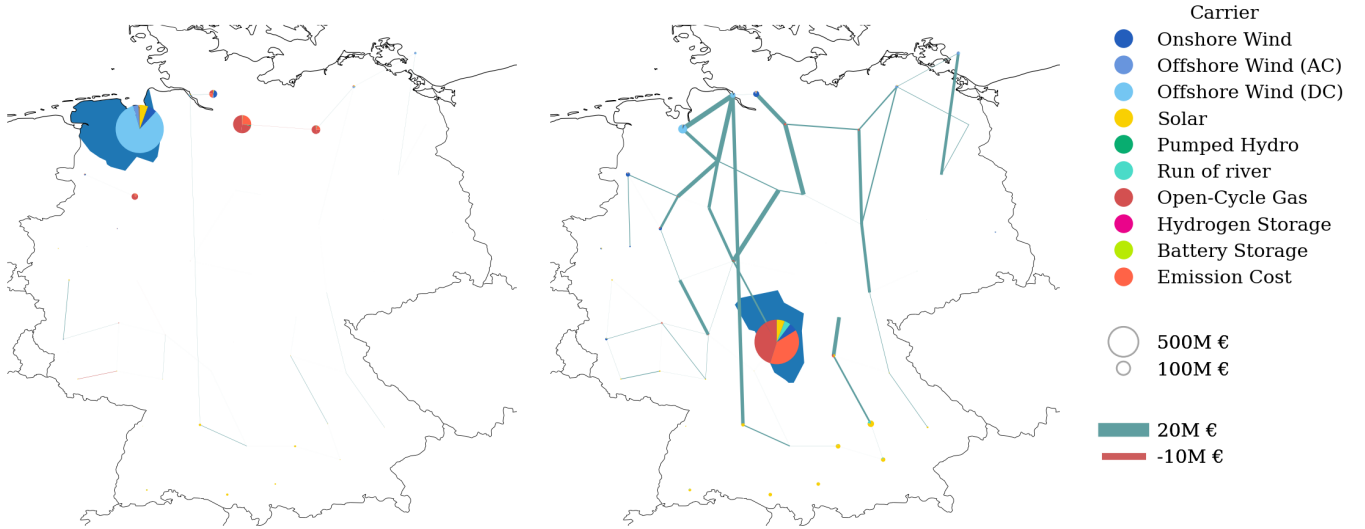 Carrier
Onshore Wind
Offshore Wind (AC)
Offshore Wind (DC)
Solar
Pumped Hydro
Run of river
Open-Cycle Gas
Hydrogen Storage
Battery Storage
Emission Cost
500M €
100M €
20M €
-10M €